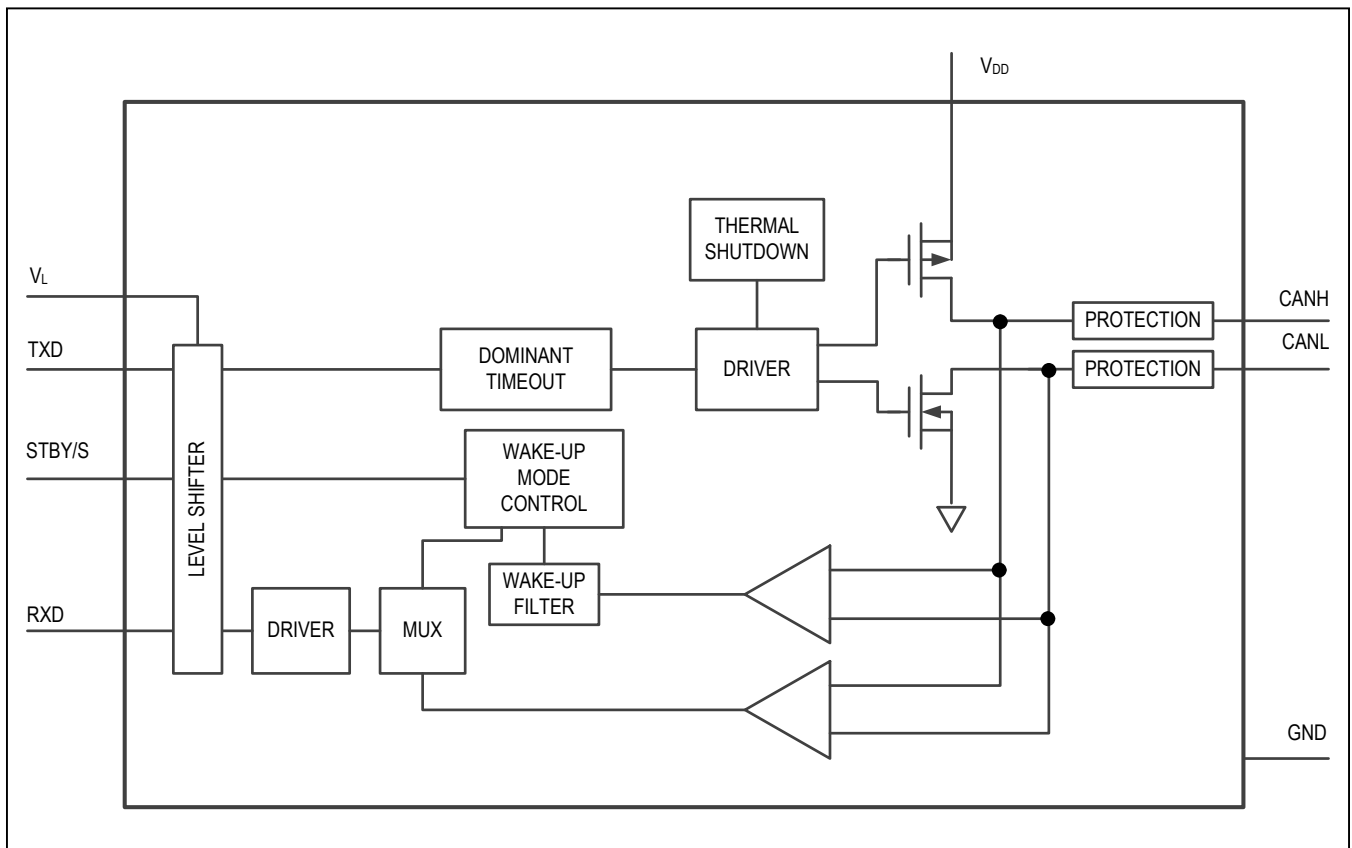 VDD
THERMAL
SHUTDOWN
VL
CANH
PROTECTION
TXD
CANL
DOMINANT
TIMEOUT
DRIVER
PROTECTION
STBY/S
LEVEL SHIFTER
WAKE-UP
MODE
CONTROL
WAKE-UP
FILTER
RXD
DRIVER
MUX
GND